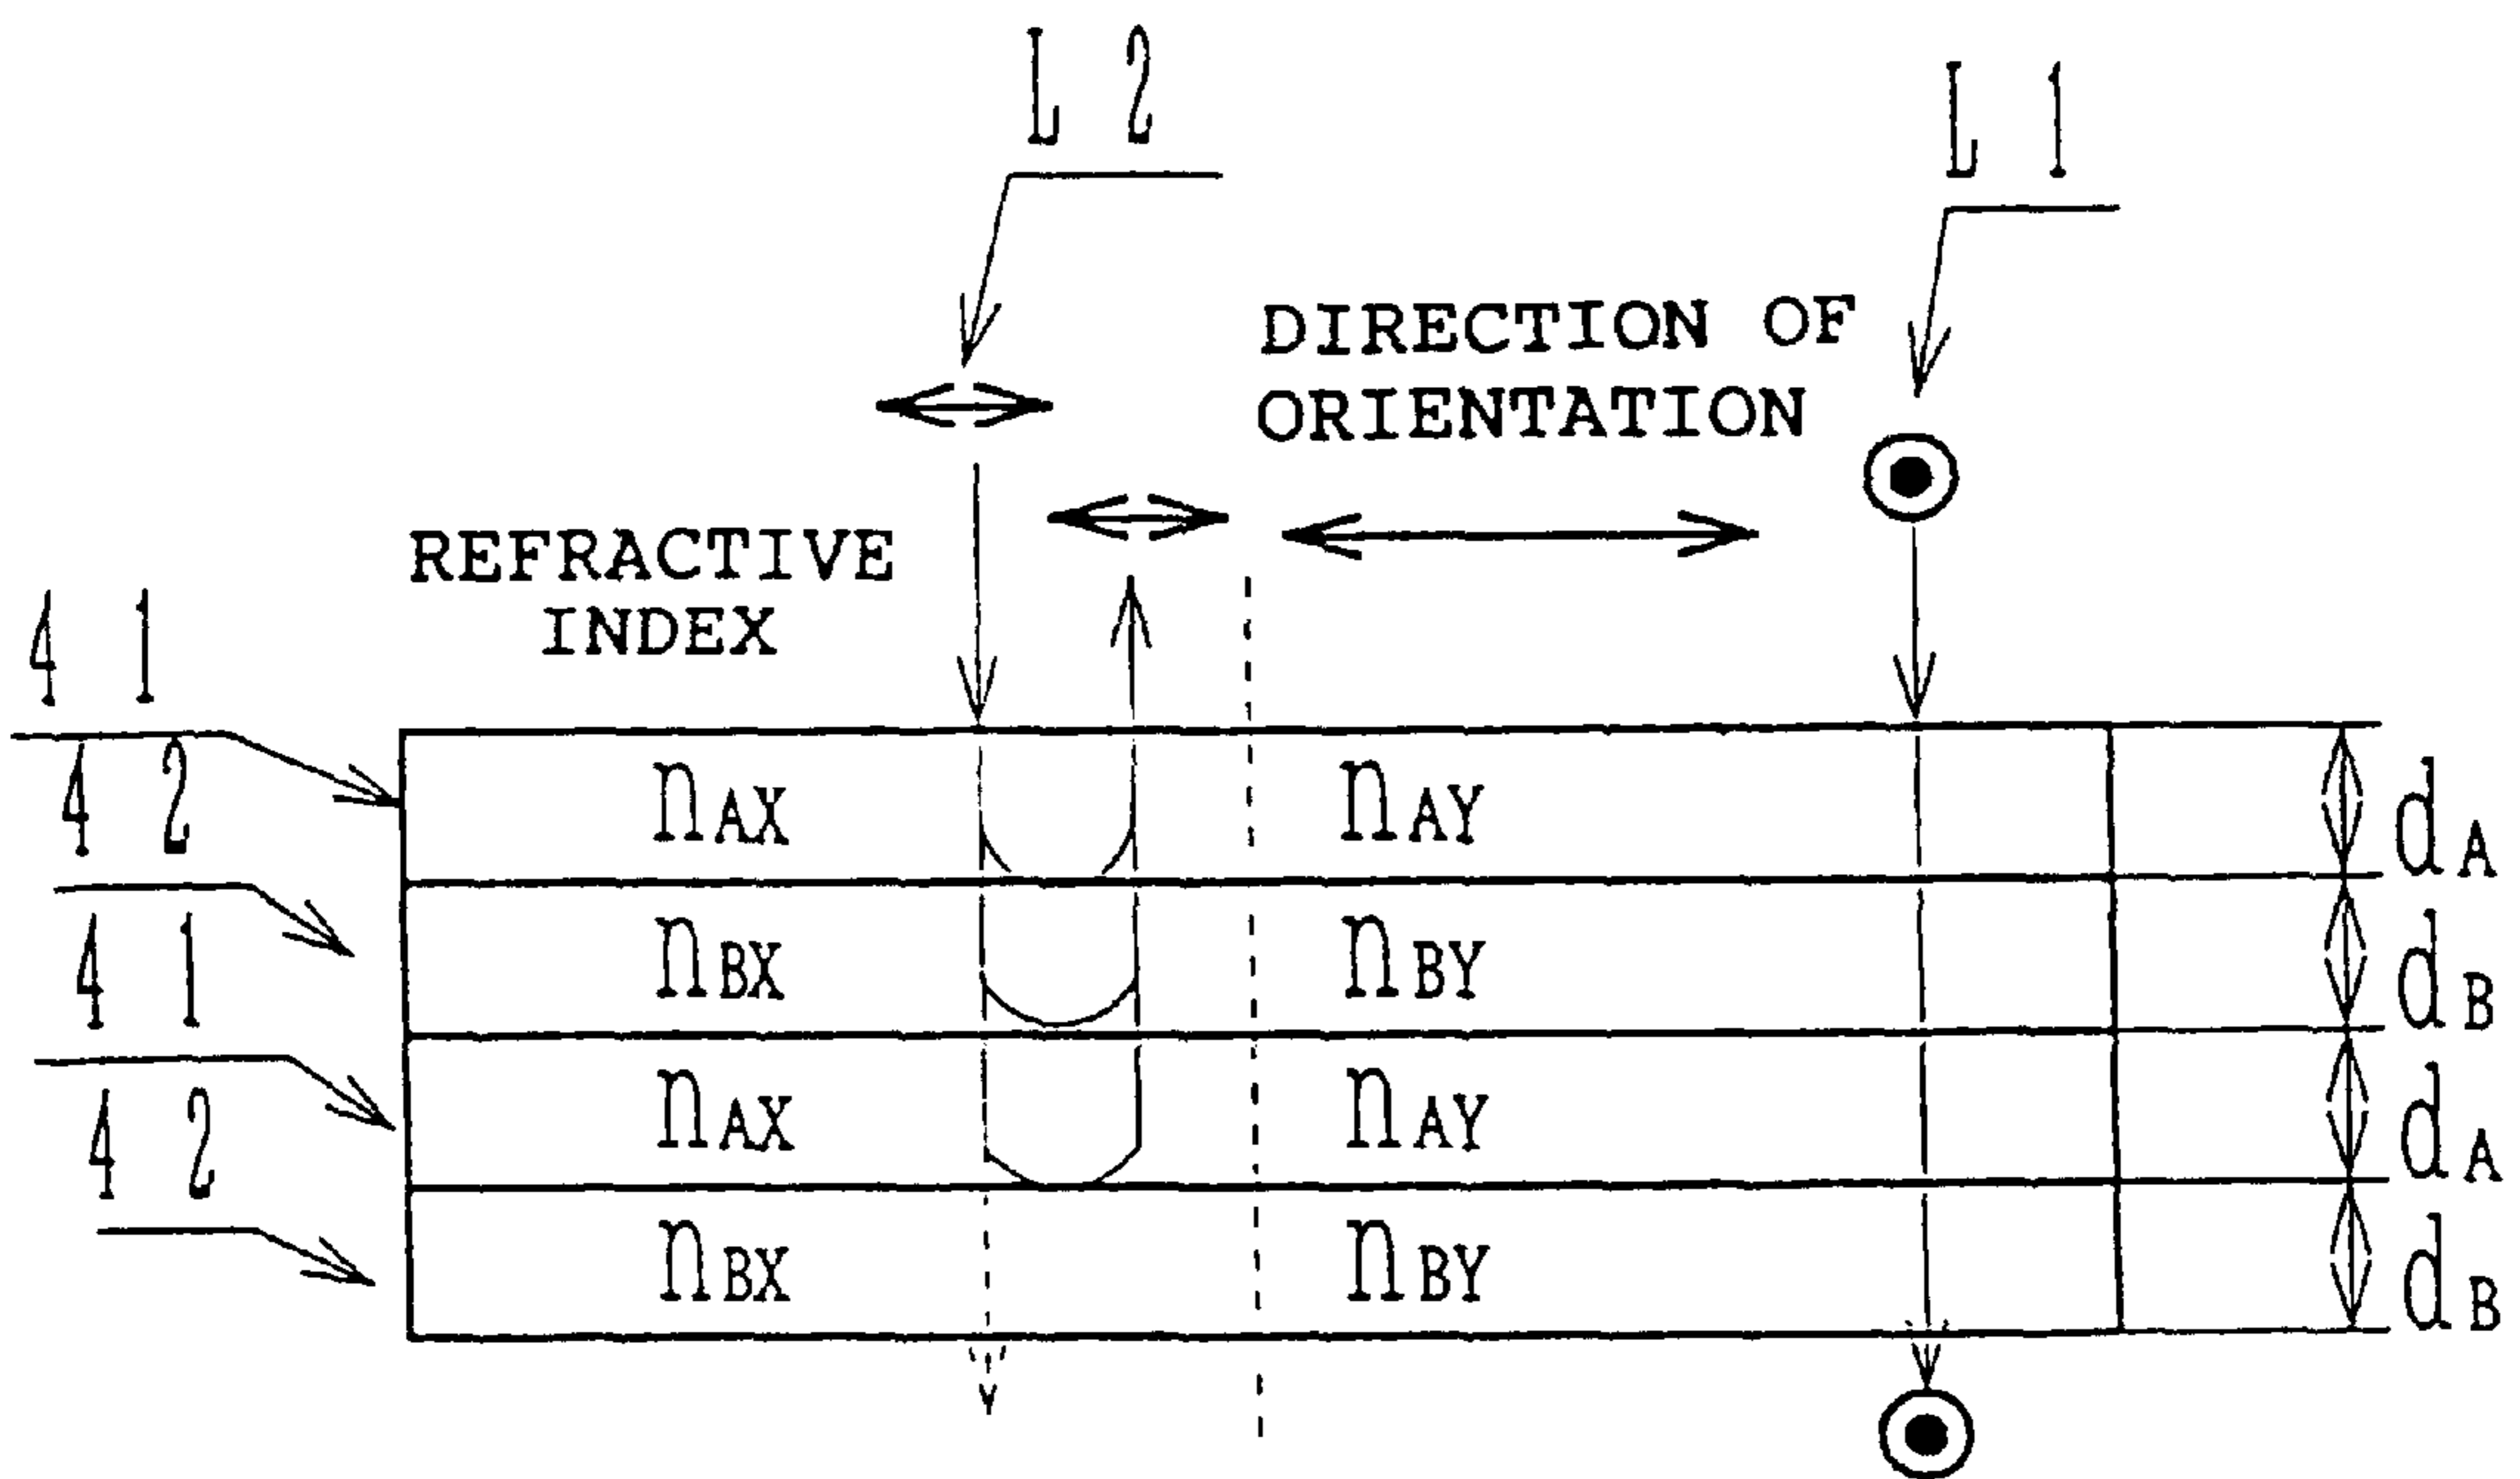 L 2
L 1
DIRECTION OF
ORIENTATION
REFRACTIVE
INDEX
4 1
4 2
4 1
4 2
nAX nAY dA
nBX nBY dB
nAX nAY dA
nBX nBY dB